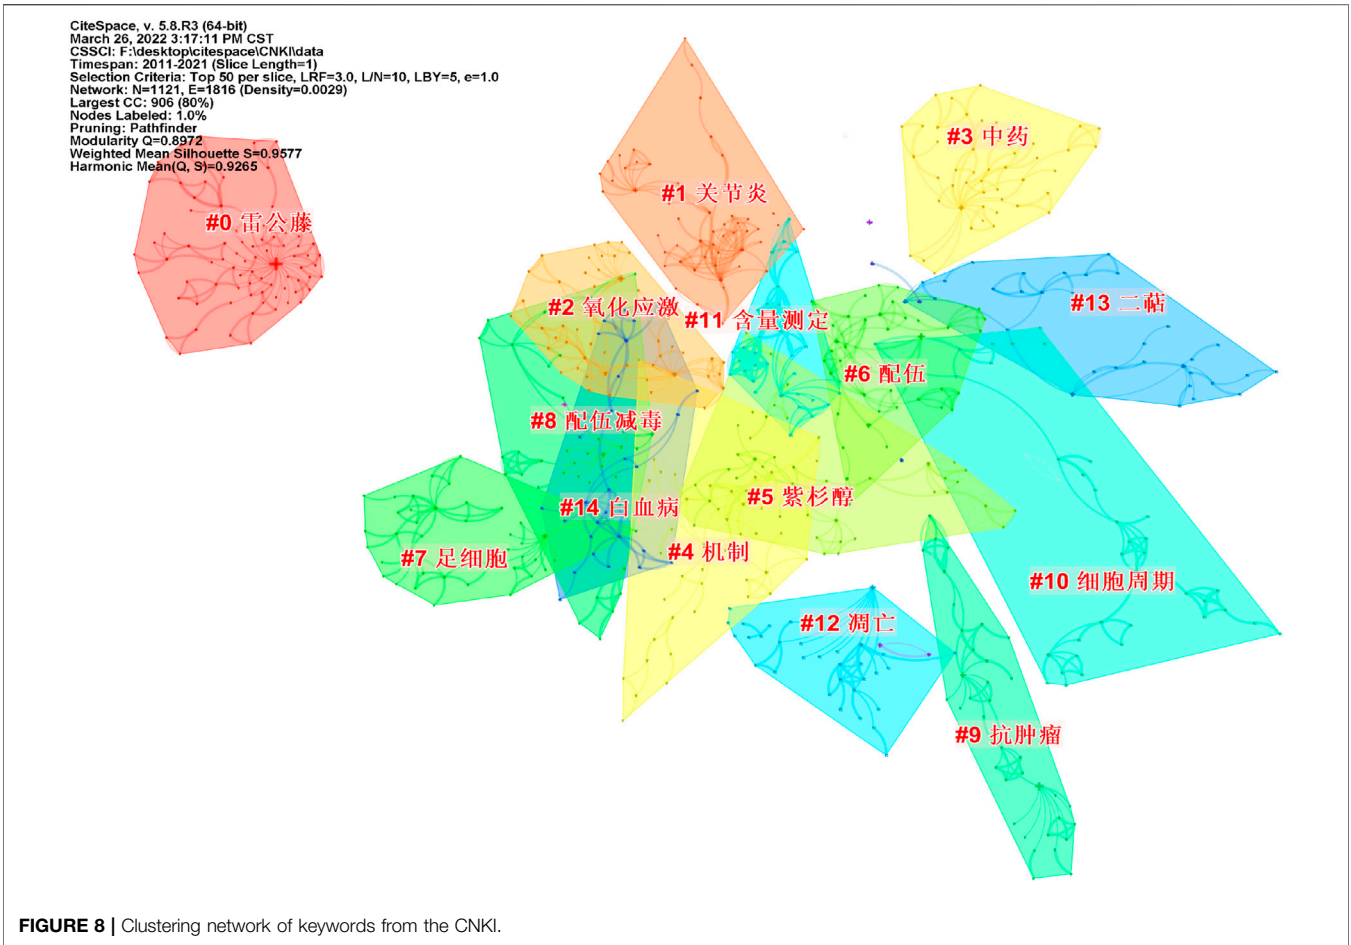 CiteSpace, v. 5.8.R3 (64-bit)
March 26, 2022 3:17:11 PM CST
CSSCI: F:\desktop\citespace\CNKI\data
Timespan: 2011-2021 (Slice Length=1)
Selection Criteria: Top 50 per slice, LRF=3.0, L/N=10, LBY=5, e=1.0
Network: N=1121, E=1816 (Density=0.0029)
Largest CC: 906 (80%)
Nodes Labeled: 1.0%
Pruning: Pathfinder
Modularity Q=0.8972
Weighted Mean Silhouette S=0.9577
Harmonic Mean(Q, S)=0.9265
#3 中药
#1 关节炎
#0 雷公藤
#13 二萜
#2 氧化应激
#11 含量测定
#6 配伍
#8 配伍减毒
#5 紫杉醇
#14 白血病
#4 机制
#7 足细胞
#10 细胞周期
#12 凋亡
#9 抗肿瘤
FIGURE 8 | Clustering network of keywords from the CNKI.